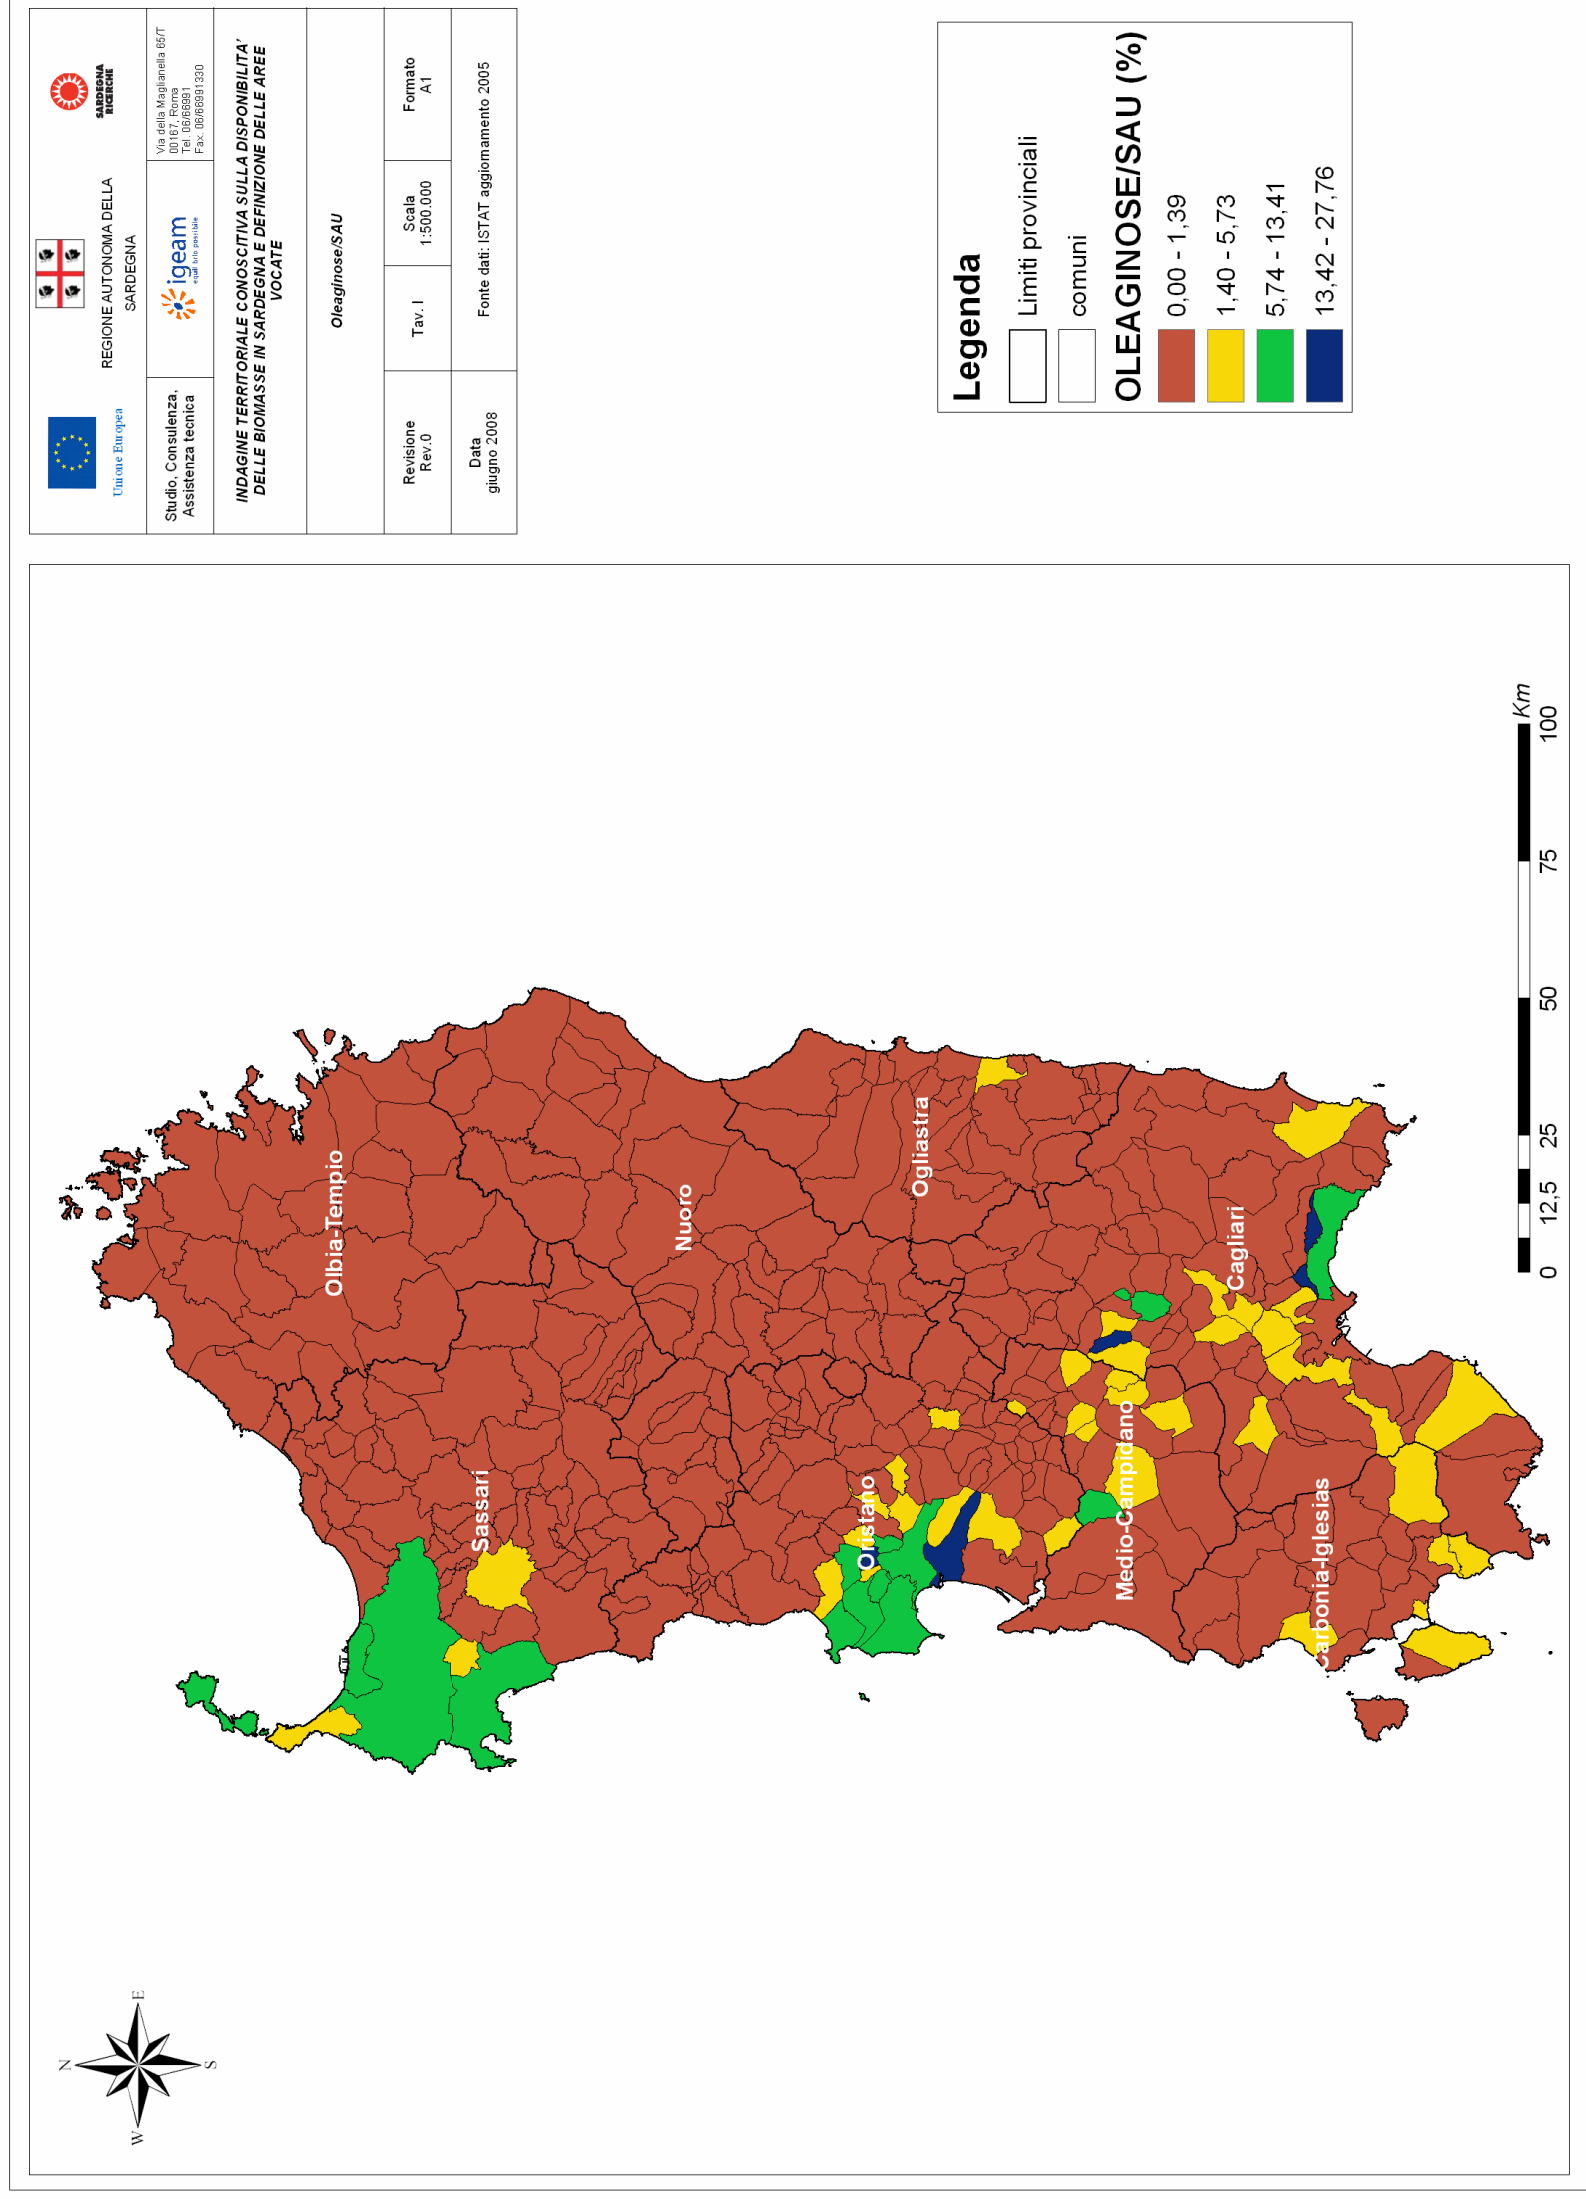 Unione Europea
REGIONE AUTONOMA DELLA
SARDEGNA
SARDEGNA
RICERCHE
Studio, Consulenza,
Assistenza tecnica
igeam
equilibrio possibile
Via della Maglianella 65/T
00167, Roma
Tel. 06/66991
Fax. 06/66991330
INDAGINE TERRITORIALE CONOSCITIVA SULLA DISPONIBILITA'
DELLE BIOMASSE IN SARDEGNA E DEFINIZIONE DELLE AREE
VOCATE
Oleaginose/SAU
Revisione
Rev.0
Tav. I
Scala
1:500.000
Formato
A1
Data
giugno 2008
Fonte dati: ISTAT aggiornamento 2005
Legenda
Limiti provinciali
comuni
OLEAGINOSE/SAU (%)
0,00 - 1,39
1,40 - 5,73
5,74 - 13,41
13,42 - 27,76
N
W
E
S
Olbia-Tempio
Sassari
Nuoro
Oristano
Ogliastra
Medio-Campidano
Cagliari
Carbonia-Iglesias
Km
0 12,5 25 50 75 100